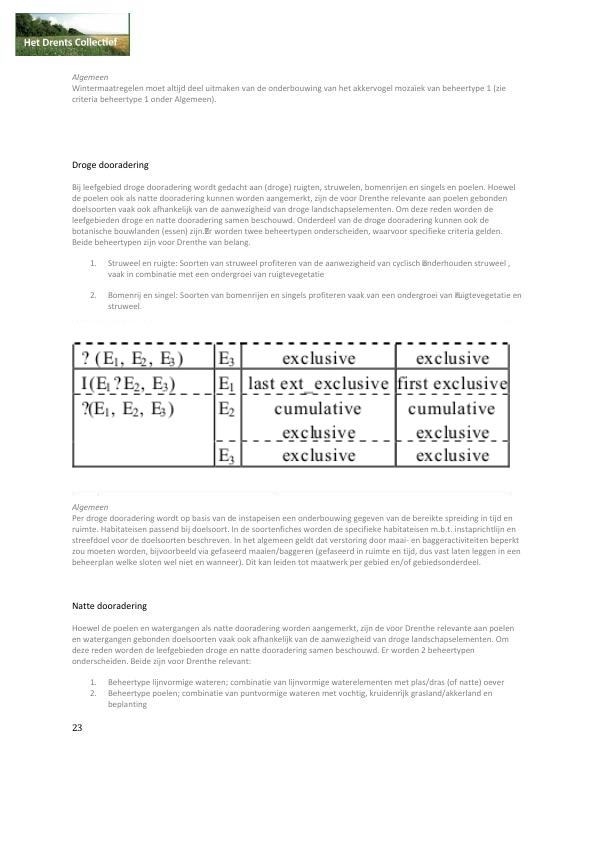 Het Drents Collectief
Algemeen
Wintermaatregelen moet altijd deel uitmaken van de onderbouwing van het akkervogel mozaïek van beheertype 1 (zie
criteria beheertype 1 onder Algemeen).
Droge dooradering
Bij leefgebied droge dooradering wordt gedacht aan (droge) ruigten, struwelen, bomenrijen en singels en poelen. Hoewel
de poelen ook als natte dooradering kunnen worden aangemerkt, zijn de voor Drenthe relevante aan poelen gebonden
doelsoorten vaak ook afhankelijk van de aanwezigheid van droge landschapselementen. Om deze reden worden de
leefgebieden droge en natte dooradering samen beschouwd. Onderdeel van de droge dooradering kunnen ook de
botanische bouwlanden (essen) zijn. Er worden twee beheertypen onderscheiden, waarvoor specifieke criteria gelden.
Beide beheertypen zijn voor Drenthe van belang.
1. Struweel en ruigte: Soorten van struweel profiteren van de aanwezigheid van cyclisch onderhouden struweel ,
vaak in combinatie met een ondergroei van ruigtevegetatie
2. Bomenrij en singel: Soorten van bomenrijen en singels profiteren vaak van een ondergroei van ruigtevegetatie en
struweel.
? (E₁, E₂, E₃) E₃ exclusive exclusive
I(E₁?E₂, E₃) E₁ last ext_exclusive first exclusive
?(E₁, E₂, E₃) E₂ cumulative cumulative
exclusive exclusive
E₃ exclusive exclusive
Algemeen
Per droge dooradering wordt op basis van de instapeisen een onderbouwing gegeven van de bereikte spreiding in tijd en
ruimte. Habitateisen passend bij doelsoort. In de soortenfiches worden de specifieke habitateisen m.b.t. instaprichtlijn en
streefdoel voor de doelsoorten beschreven. In het algemeen geldt dat verstoring door maai- en baggeractiviteiten beperkt
zou moeten worden, bijvoorbeeld via gefaseerd maaien/baggeren (gefaseerd in ruimte en tijd, dus vast laten leggen in een
beheerplan welke sloten wel niet en wanneer). Dit kan leiden tot maatwerk per gebied en/of gebiedsonderdeel.
Natte dooradering
Hoewel de poelen en watergangen als natte dooradering worden aangemerkt, zijn de voor Drenthe relevante aan poelen
en watergangen gebonden doelsoorten vaak ook afhankelijk van de aanwezigheid van droge landschapselementen. Om
deze reden worden de leefgebieden droge en natte dooradering samen beschouwd. Er worden 2 beheertypen
onderscheiden. Beide zijn voor Drenthe relevant:
1. Beheertype lijnvormige wateren; combinatie van lijnvormige waterelementen met plas/dras (of natte) oever
2. Beheertype poelen; combinatie van puntvormige wateren met vochtig, kruidenrijk grasland/akkerland en
beplanting
23